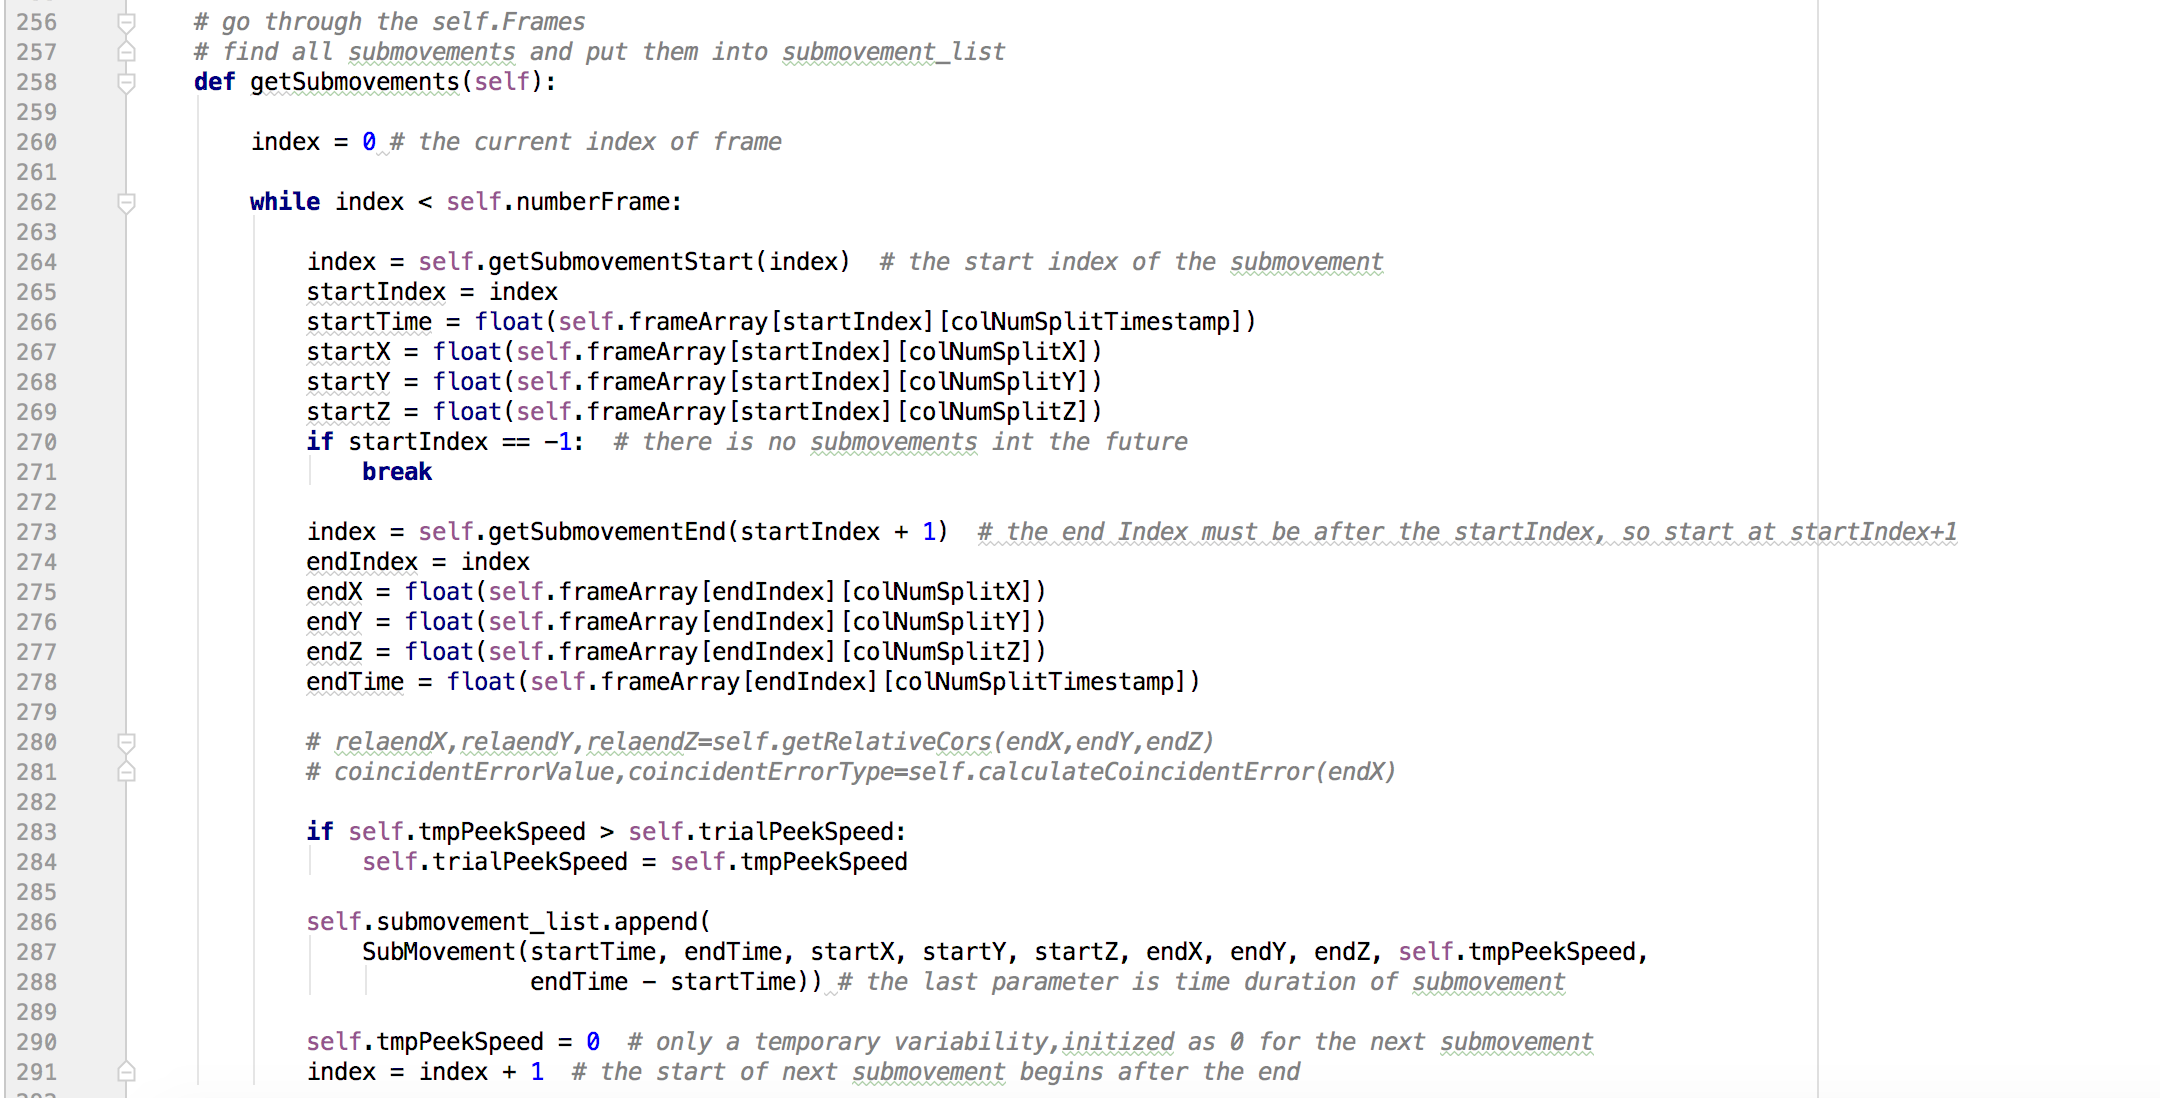 256 # go through the self.Frames
257 # find all submovements and put them into submovement_list
258 def getSubmovements(self):
259
260 index = 0 # the current index of frame
261
262 while index < self.numberFrame:
263
264 index = self.getSubmovementStart(index)  # the start index of the submovement
265 startIndex = index
266 startTime = float(self.frameArray[startIndex][colNumSplitTimestamp])
267 startX = float(self.frameArray[startIndex][colNumSplitX])
268 startY = float(self.frameArray[startIndex][colNumSplitY])
269 startZ = float(self.frameArray[startIndex][colNumSplitZ])
270 if startIndex == -1:  # there is no submovements int the future
271 break
272
273 index = self.getSubmovementEnd(startIndex + 1)  # the end Index must be after the startIndex, so start at startIndex+1
274 endIndex = index
275 endX = float(self.frameArray[endIndex][colNumSplitX])
276 endY = float(self.frameArray[endIndex][colNumSplitY])
277 endZ = float(self.frameArray[endIndex][colNumSplitZ])
278 endTime = float(self.frameArray[endIndex][colNumSplitTimestamp])
279
280 # relaendX,relaendY,relaendZ=self.getRelativeCors(endX,endY,endZ)
281 # coincidentErrorValue,coincidentErrorType=self.calculateCoincidentError(endX)
282
283 if self.tmpPeekSpeed > self.trialPeekSpeed:
284 self.trialPeekSpeed = self.tmpPeekSpeed
285
286 self.submovement_list.append(
287 SubMovement(startTime, endTime, startX, startY, startZ, endX, endY, endZ, self.tmpPeekSpeed,
288 endTime - startTime)) # the last parameter is time duration of submovement
289
290 self.tmpPeekSpeed = 0  # only a temporary variability,initized as 0 for the next submovement
291 index = index + 1  # the start of next submovement begins after the end